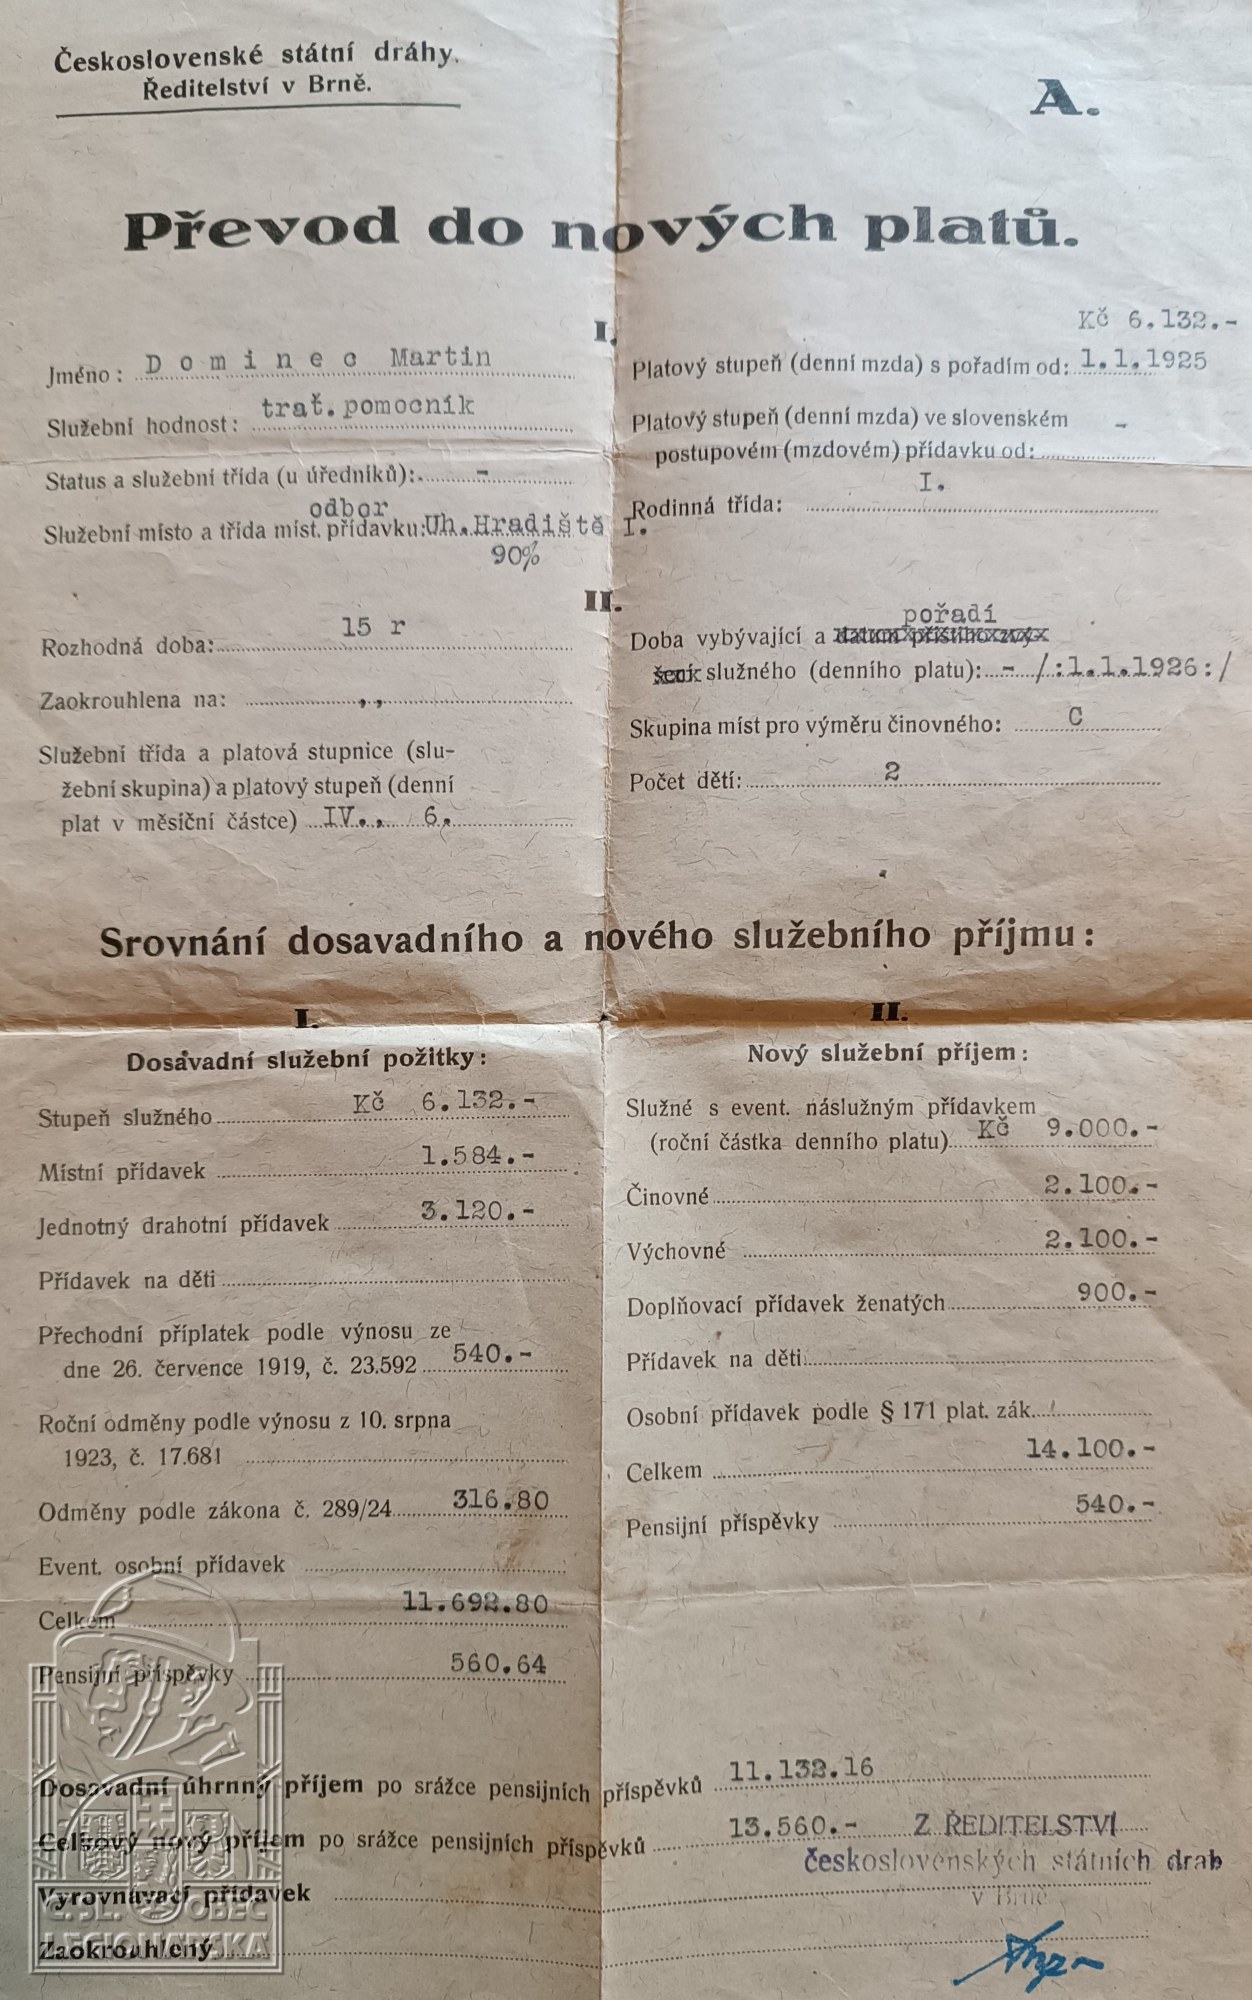 Československé státní dráhy.
Ředitelství v Brně.
A.
Převod do nových platů.
I.
Jméno: Dominec Martin
Služební hodnost: trať.pomocník
Status a služební třída (u úředníků): -
odbor
Služební místo a třída míst. přídavku: Uh.Hradiště I.
90%
Kč 6.132.-
Platový stupeň (denní mzda) s pořadím od: 1.1.1925
Platový stupeň (denní mzda) ve slovenském -
postupovém (mzdovém) přídavku od:
I.
Rodinná třída:
II.
Rozhodná doba: 15 r
Zaokrouhlena na: ,,
Služební třída a platová stupnice (slu-
žební skupina) a platový stupeň (denní
plat v měsíční částce) IV., 6.
pořadí
Doba vybývající a datum příštího zvý-
šení služného (denního platu): - /:1.1.1926:/
Skupina míst pro výměru činovného: C
Počet dětí: 2
Srovnání dosavadního a nového služebního příjmu:
I.
Dosavadní služební požitky:
Stupeň služného Kč 6.132.-
Místní přídavek 1.584.-
Jednotný drahotní přídavek 3.120.-
Přídavek na děti
Přechodní příplatek podle výnosu ze
dne 26. července 1919, č. 23.592 540.-
Roční odměny podle výnosu z 10. srpna
1923, č. 17.681
Odměny podle zákona č. 289/24 316.80
Event. osobní přídavek
Celkem 11.692.80
Pensijní příspěvky 560.64
II.
Nový služební příjem:
Služné s event. náslužným přídavkem
(roční částka denního platu) Kč 9.000.-
Činovné 2.100.-
Výchovné 2.100.-
Doplňovací přídavek ženatých 900.-
Přídavek na děti
Osobní přídavek podle § 171 plat. zák.
Celkem 14.100.-
Pensijní příspěvky 540.-
Dosavadní úhrnný příjem po srážce pensijních příspěvků 11.132.16
Celkový nový příjem po srážce pensijních příspěvků 13.560.-
Vyrovnávací přídavek
Zaokrouhlený
Z ŘEDITELSTVÍ
československých státních drah
v Brně
Č. SL. OBEC
LEGIONÁŘSKÁ